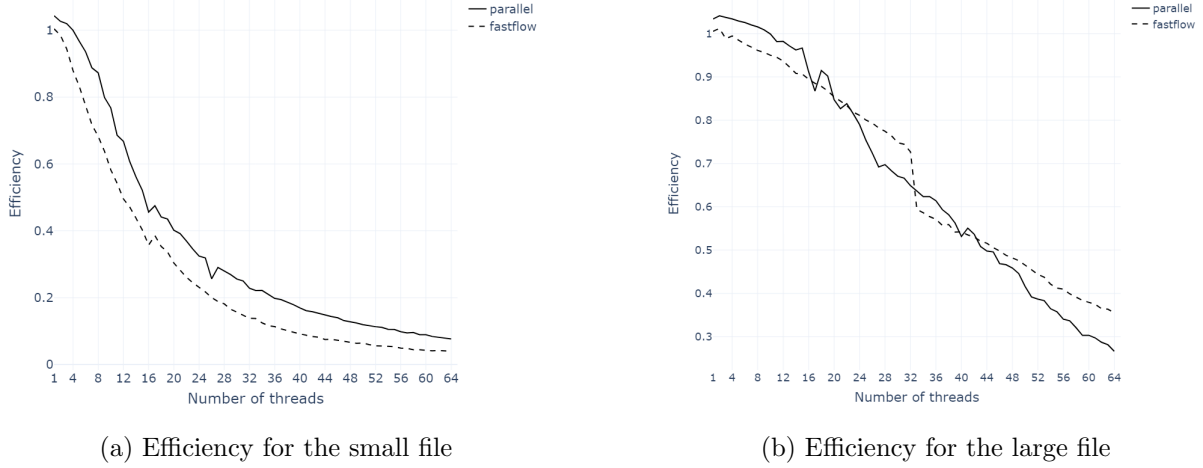 parallel
fastflow
1
0.8
0.6
0.4
0.2
0
Efficiency
1 4 8 12 16 20 24 28 32 36 40 44 48 52 56 60 64
Number of threads
(a) Efficiency for the small file
parallel
fastflow
1
0.9
0.8
0.7
0.6
0.5
0.4
0.3
Efficiency
1 4 8 12 16 20 24 28 32 36 40 44 48 52 56 60 64
Number of threads
(b) Efficiency for the large file